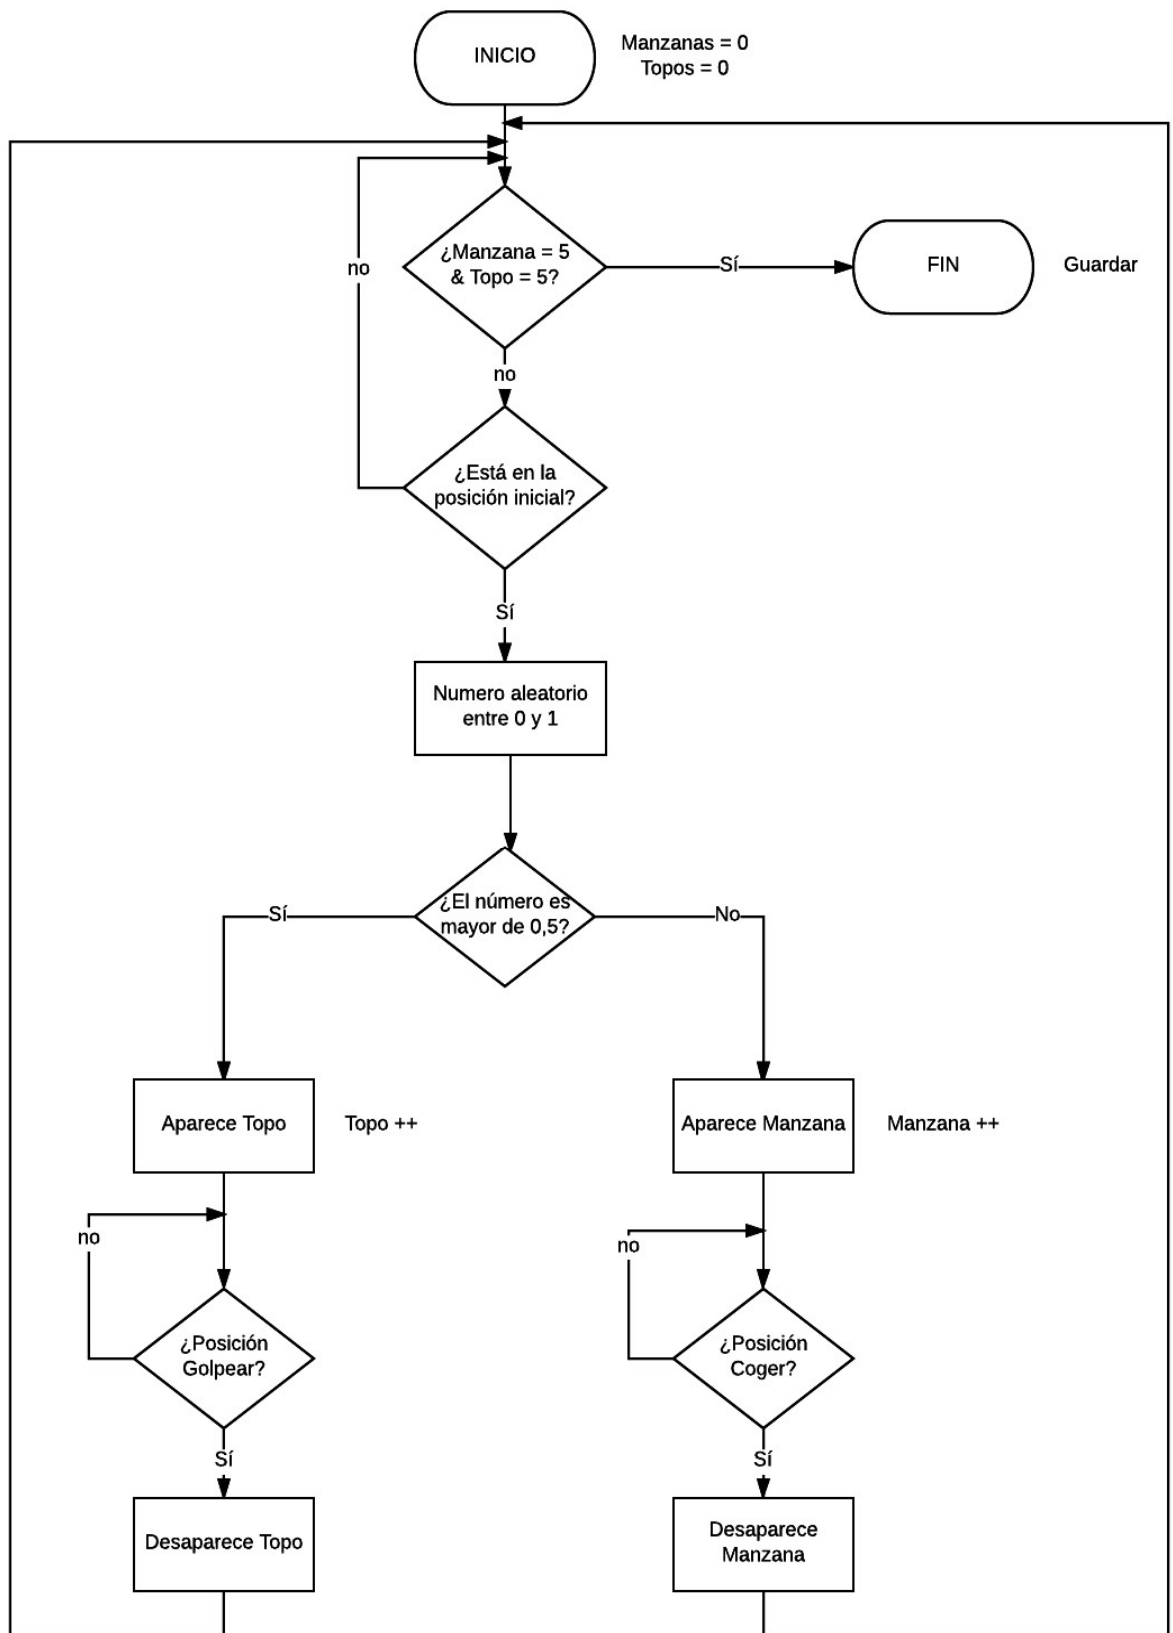 INICIO
Manzanas = 0
Topos = 0
¿Manzana = 5
& Topo = 5?
Sí
FIN
Guardar
no
no
¿Está en la
posición inicial?
Sí
Numero aleatorio
entre 0 y 1
¿El número es
mayor de 0,5?
Sí
No
Aparece Topo
Topo ++
Aparece Manzana
Manzana ++
no
no
¿Posición
Golpear?
¿Posición
Coger?
Sí
Sí
Desaparece Topo
Desaparece
Manzana